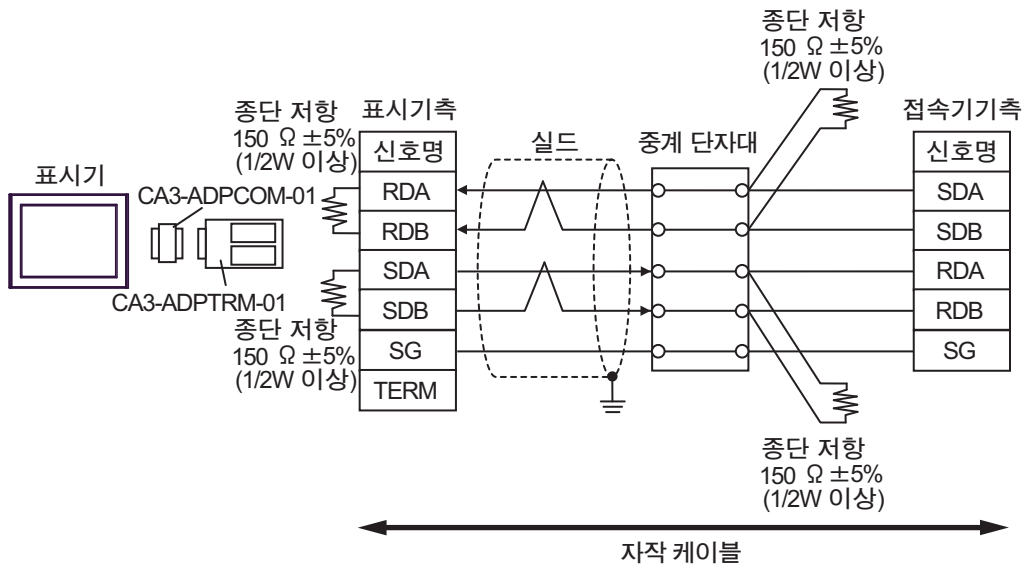 종단 저항
150 Ω ±5%
(1/2W 이상)
종단 저항
150 Ω ±5%
(1/2W 이상)
표시기측
접속기기측
실드
중계 단자대
표시기
CA3-ADPCOM-01
CA3-ADPTRM-01
신호명
RDA
RDB
SDA
SDB
SG
TERM
신호명
SDA
SDB
RDA
RDB
SG
종단 저항
150 Ω ±5%
(1/2W 이상)
종단 저항
150 Ω ±5%
(1/2W 이상)
자작 케이블